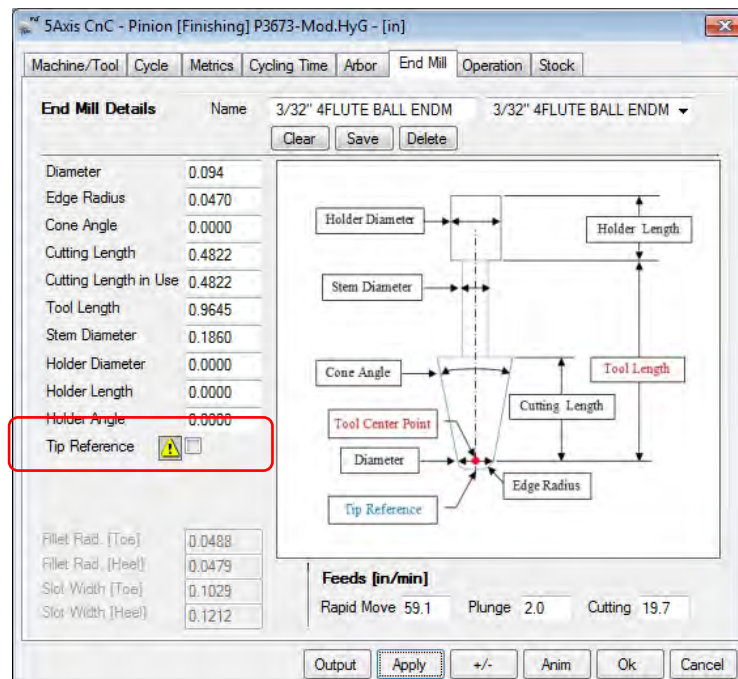 5Axis CnC - Pinion [Finishing] P3673-Mod.HyG - [in]
Machine/Tool Cycle Metrics Cycling Time Arbor End Mill Operation Stock
End Mill Details Name 3/32" 4FLUTE BALL ENDM 3/32" 4FLUTE BALL ENDM
Clear Save Delete
Diameter 0.094
Edge Radius 0.0470
Cone Angle 0.0000
Cutting Length 0.4822
Cutting Length in Use 0.4822
Tool Length 0.9645
Stem Diameter 0.1860
Holder Diameter 0.0000
Holder Length 0.0000
Holder Angle 0.0000
Tip Reference
Holder Diameter
Holder Length
Stem Diameter
Cone Angle
Tool Length
Cutting Length
Tool Center Point
Diameter
Edge Radius
Tip Reference
Fillet Rad. [Toe] 0.0488
Fillet Rad. [Heel] 0.0479
Slot Width [Toe] 0.1029
Slot Width [Heel] 0.1212
Feeds [in/min]
Rapid Move 59.1 Plunge 2.0 Cutting 19.7
Output Apply +/- Anim Ok Cancel